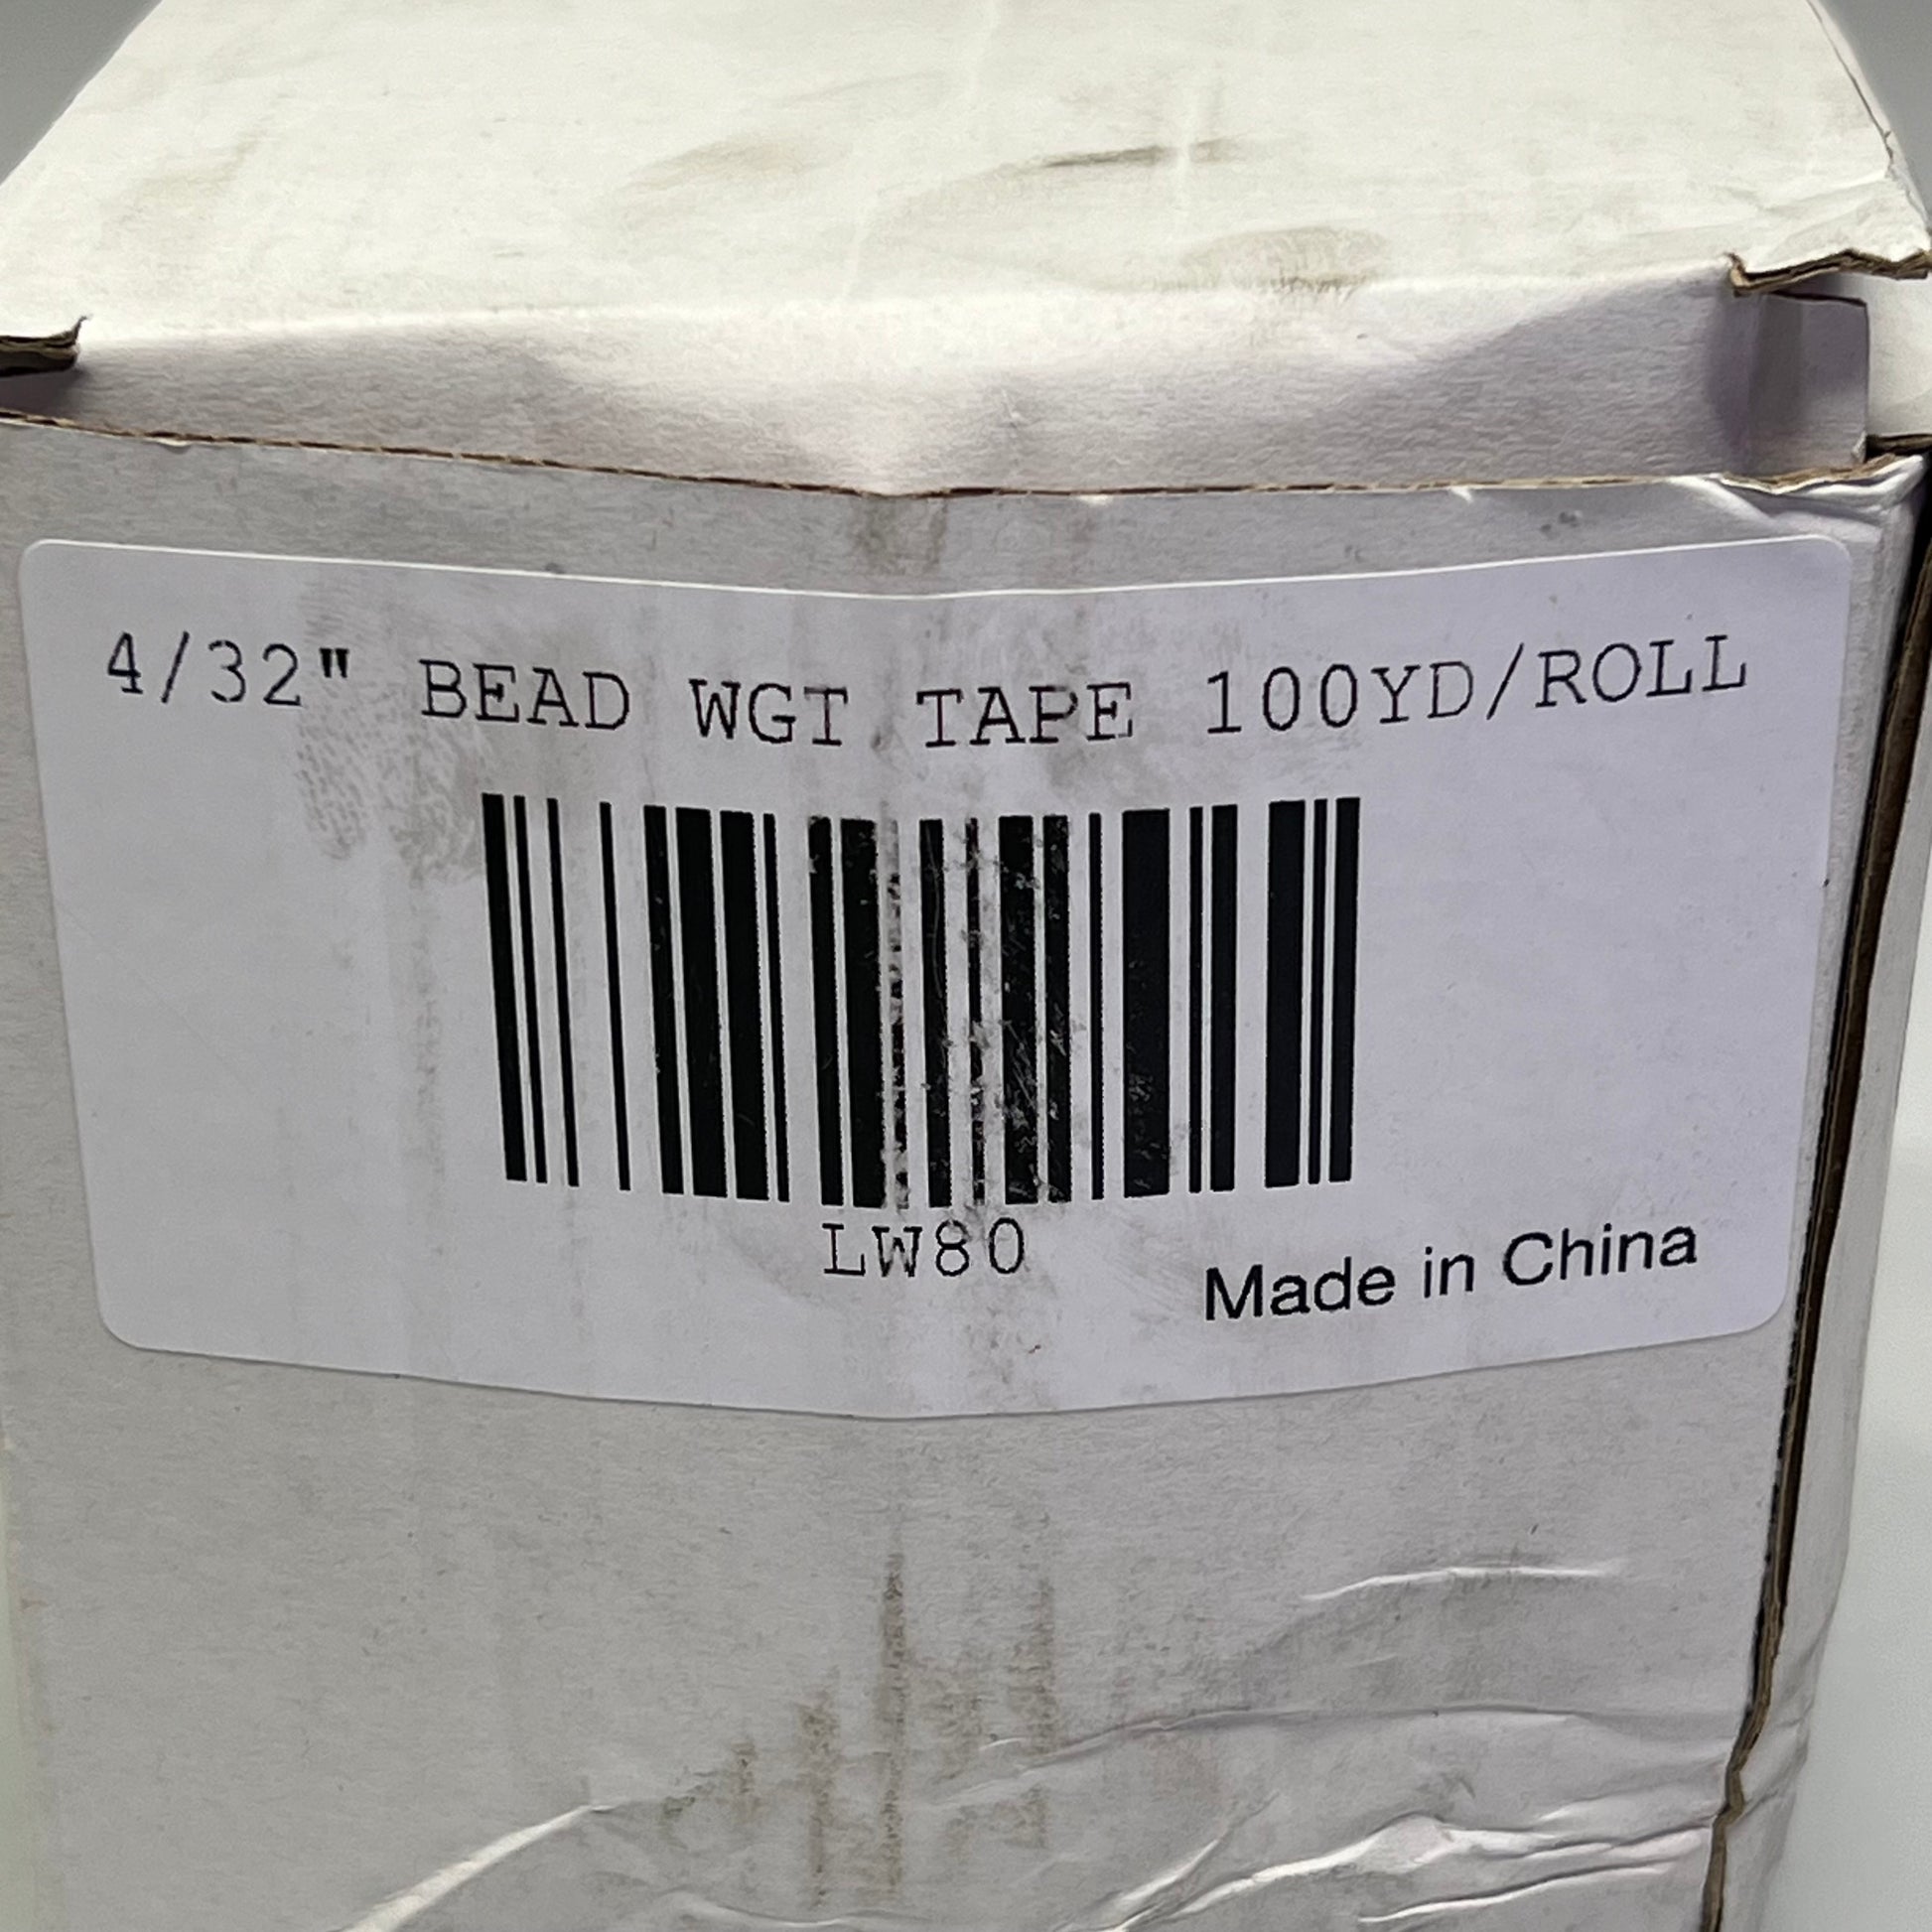 4/32" BEAD WGT TAPE 100YD/ROLL
LW80
Made in China